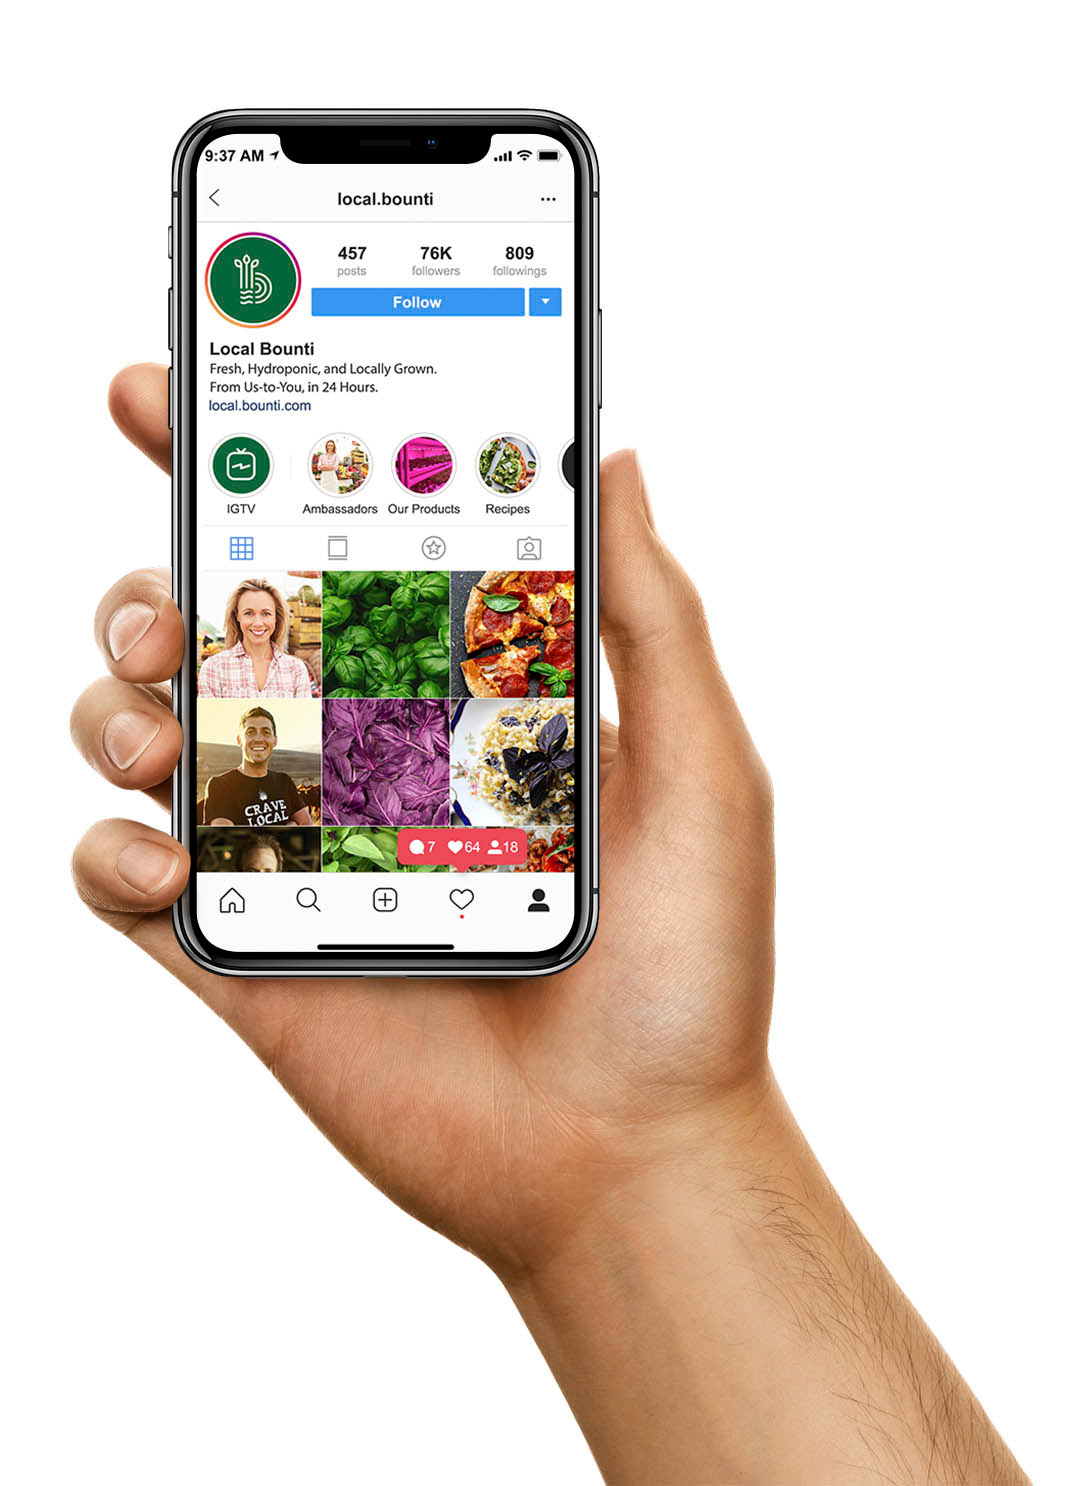 9:37 AM
local.bounti
457 76K 809
posts followers followings
Follow
Local Bounti
Fresh, Hydroponic, and Locally Grown.
From Us-to-You, in 24 Hours.
local.bounti.com
IGTV Ambassadors Our Products Recipes
CRAVE
LOCAL
7 64 18